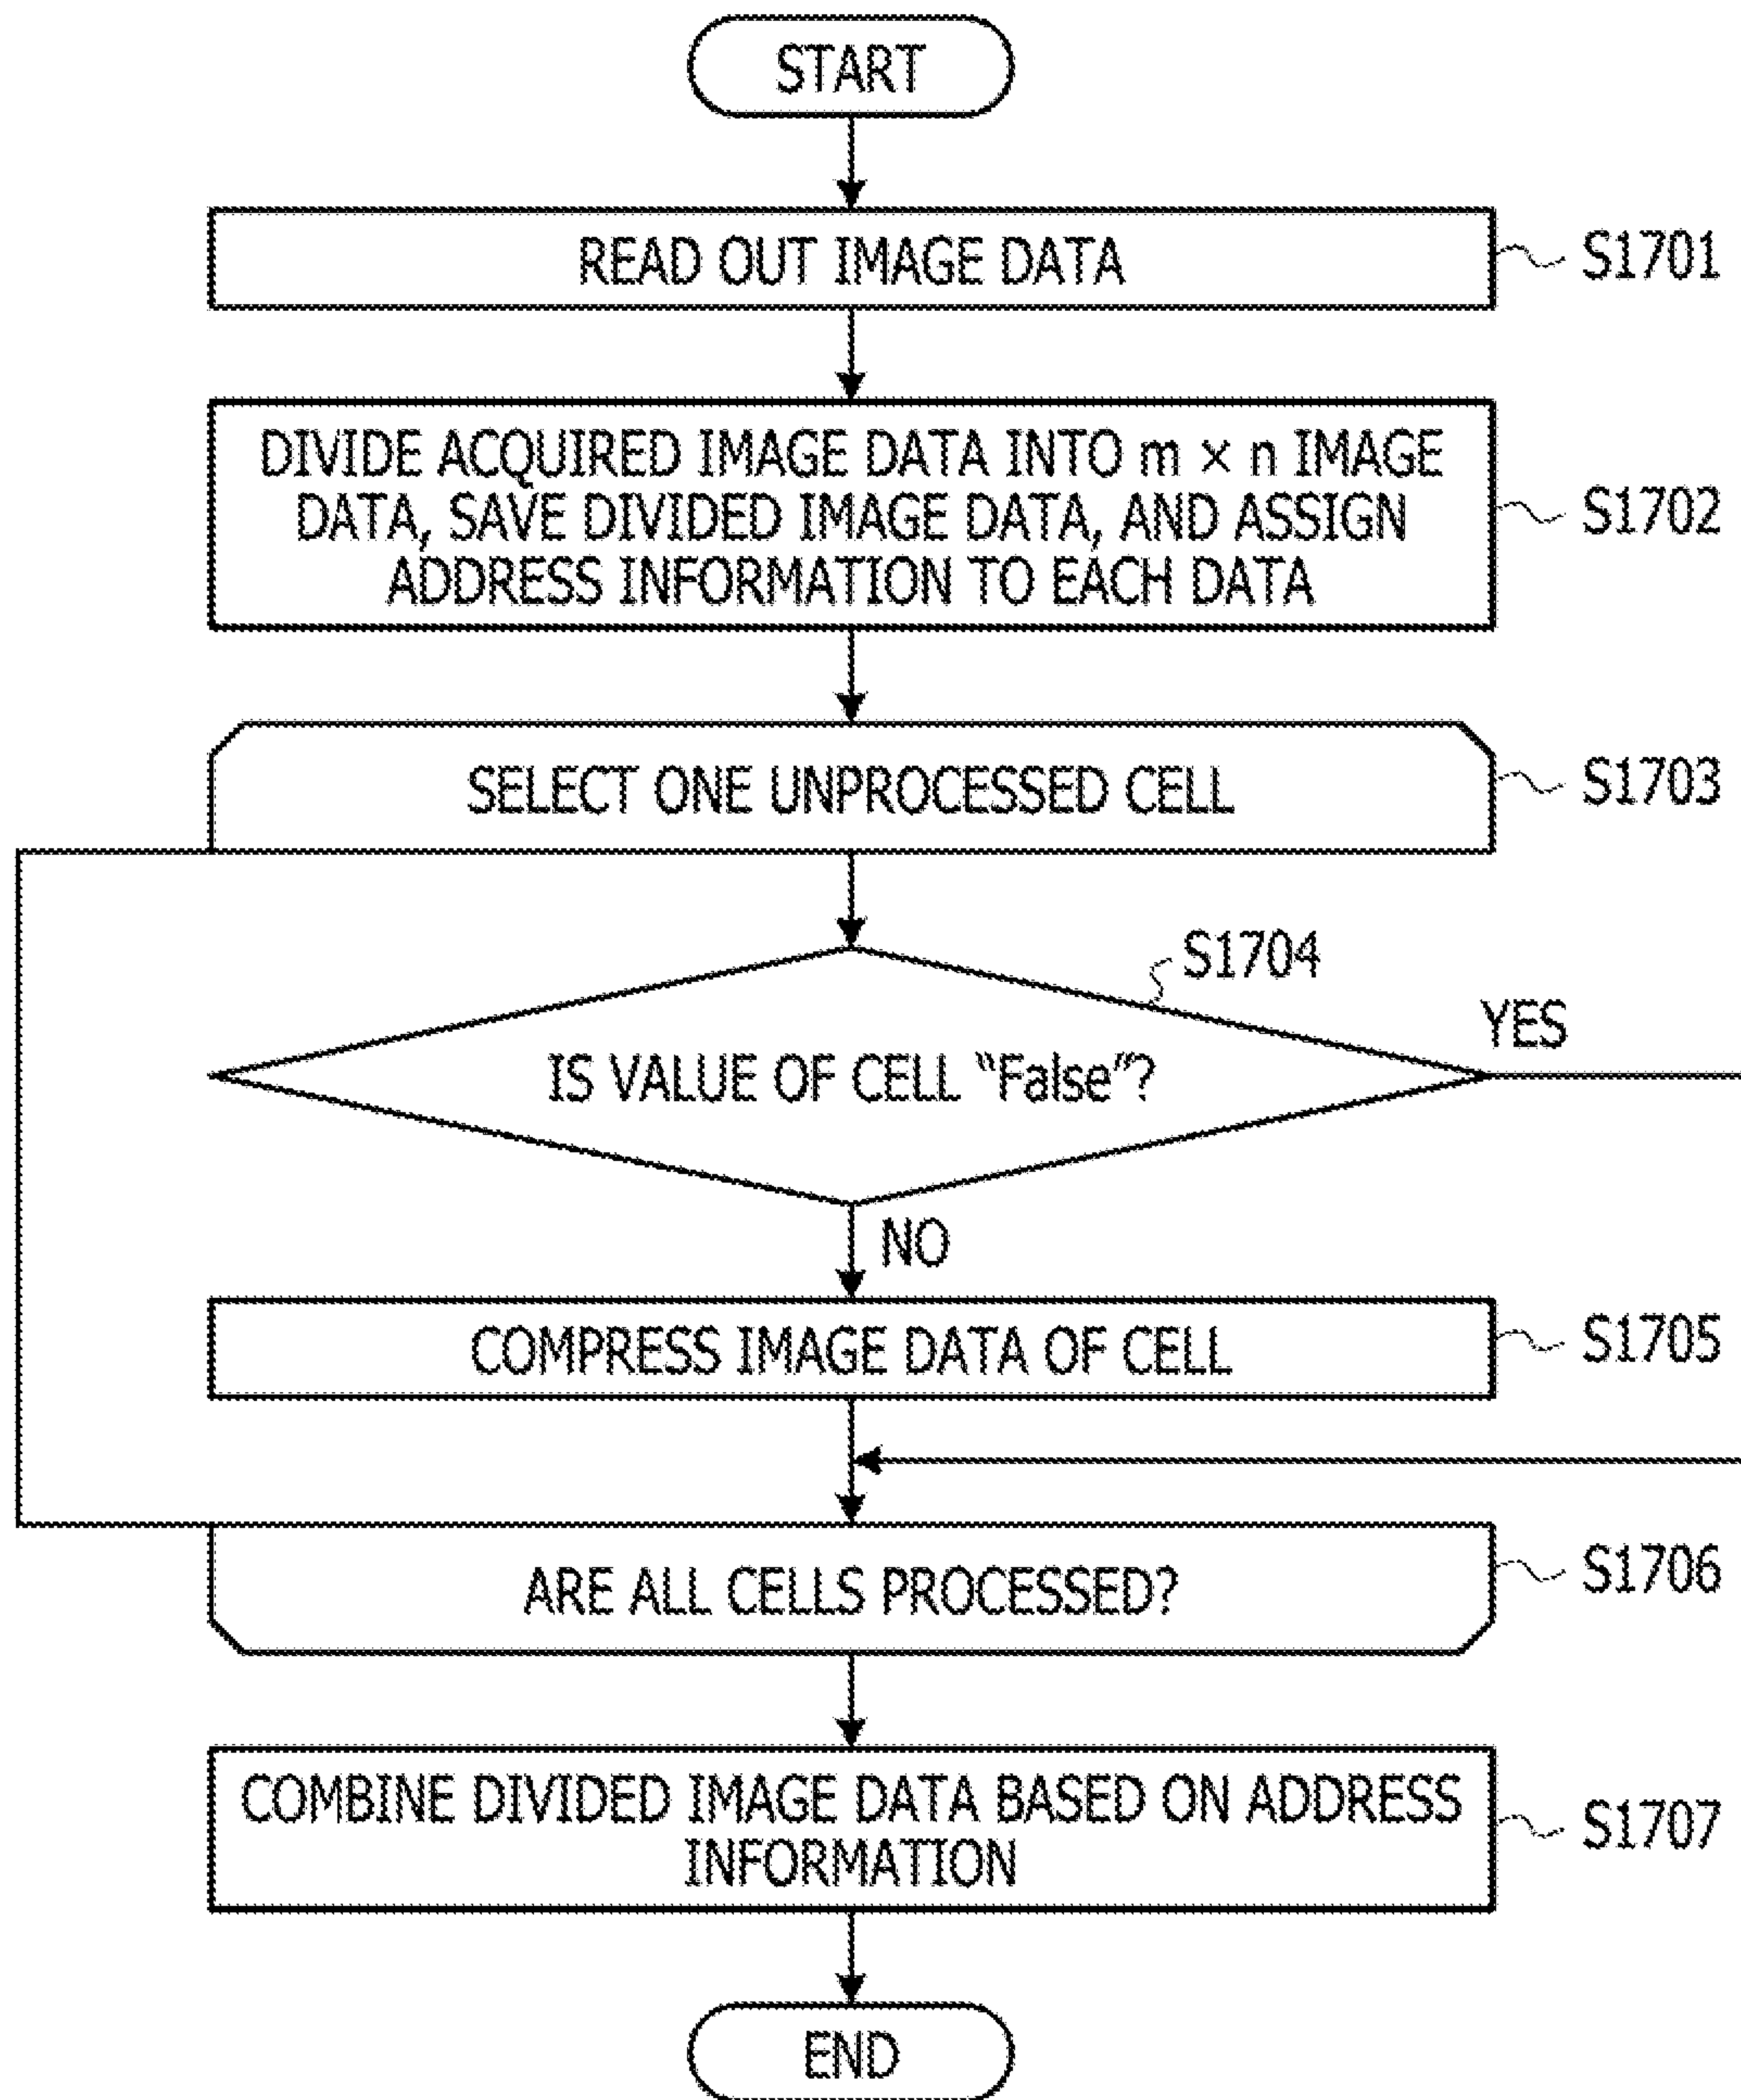 START
READ OUT IMAGE DATA
S1701
DIVIDE ACQUIRED IMAGE DATA INTO m × n IMAGE
DATA, SAVE DIVIDED IMAGE DATA, AND ASSIGN
ADDRESS INFORMATION TO EACH DATA
S1702
SELECT ONE UNPROCESSED CELL
S1703
S1704
IS VALUE OF CELL “False”?
YES
NO
COMPRESS IMAGE DATA OF CELL
S1705
ARE ALL CELLS PROCESSED?
S1706
COMBINE DIVIDED IMAGE DATA BASED ON ADDRESS
INFORMATION
S1707
END